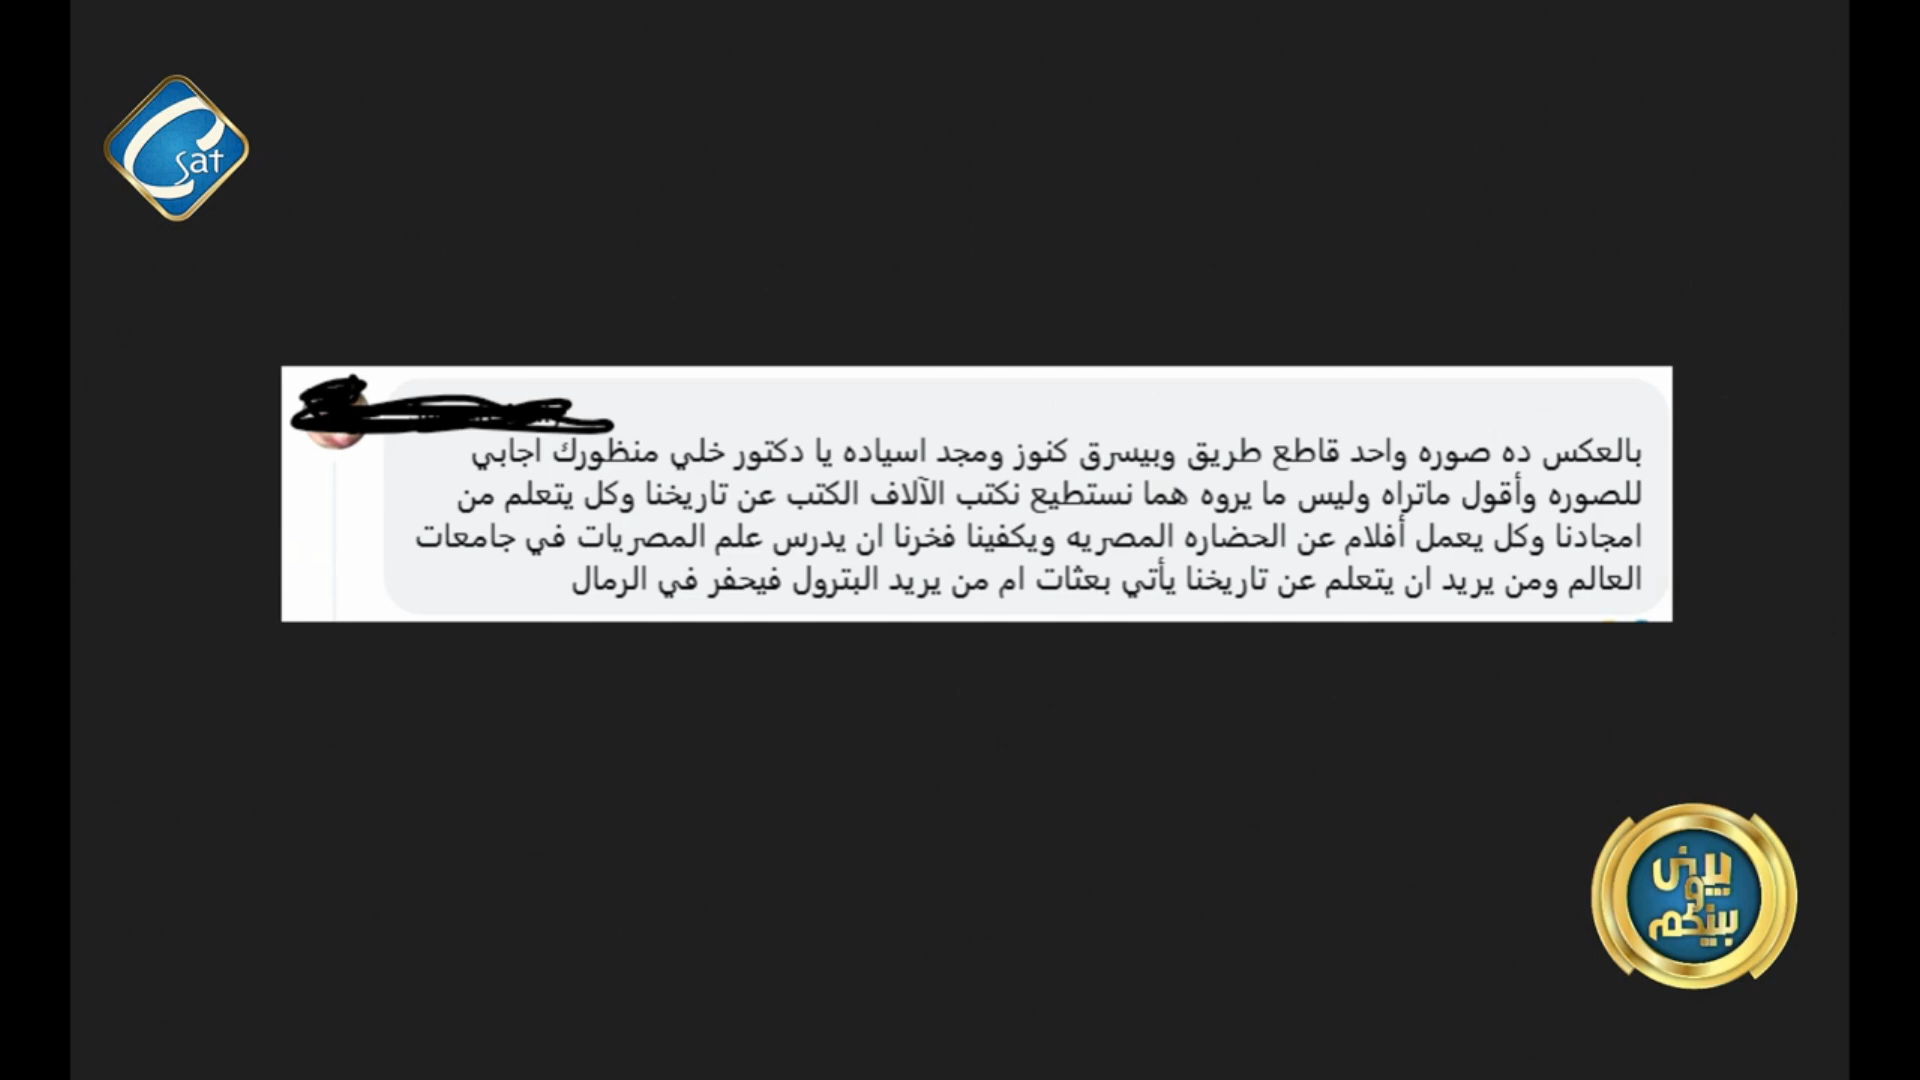 C sat
بالعكس ده صوره واحد قاطع طريق وبيسرق كنوز ومجد اسياده يا دكتور خلي منظورك اجابي
للصوره وأقول ماتراه وليس ما يروه هما نستطيع نكتب الآلاف الكتب عن تاريخنا وكل يتعلم من
امجادنا وكل يعمل أفلام عن الحضاره المصريه ويكفينا فخرنا ان يدرس علم المصريات في جامعات
العالم ومن يريد ان يتعلم عن تاريخنا يأتي بعثات ام من يريد البترول فيحفر في الرمال
بيني
و
بينكم